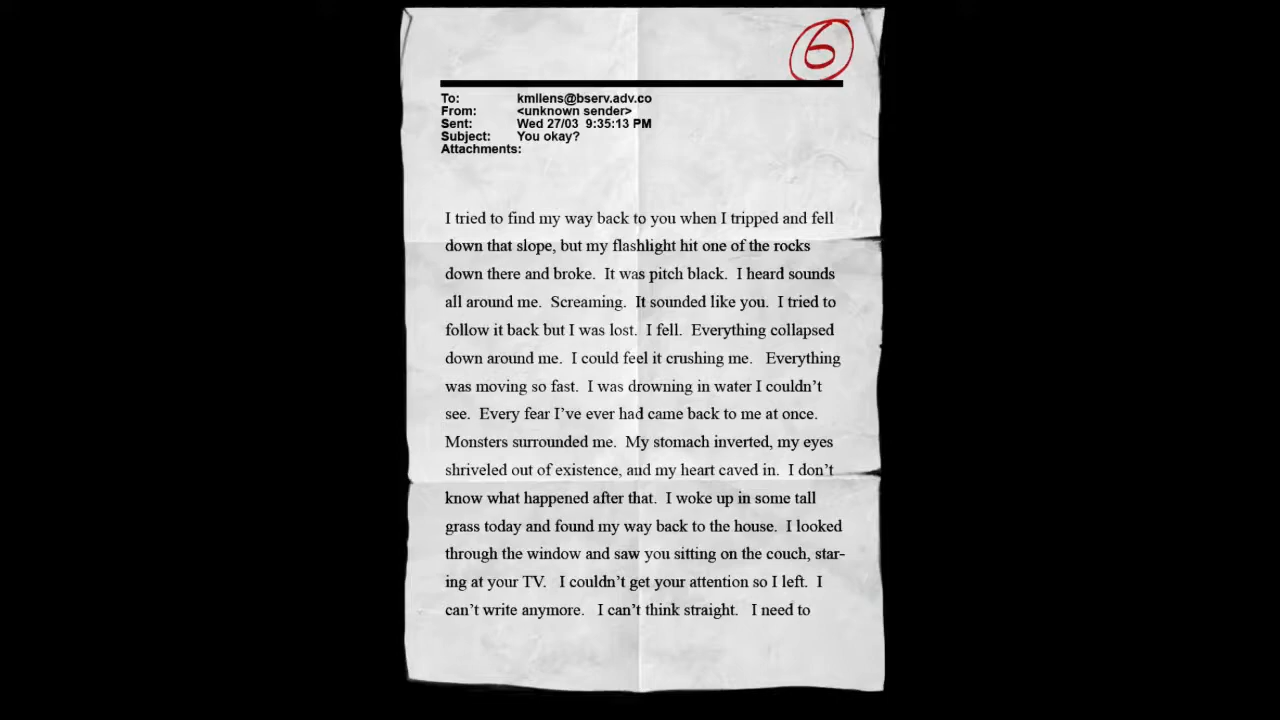 6
To: kmllens@bserv.adv.co
From: <unknown sender>
Sent: Wed 27/03 9:35:13 PM
Subject: You okay?
Attachments:
I tried to find my way back to you when I tripped and fell
down that slope, but my flashlight hit one of the rocks
down there and broke.  It was pitch black.  I heard sounds
all around me.  Screaming.  It sounded like you.  I tried to
follow it back but I was lost.  I fell.  Everything collapsed
down around me.  I could feel it crushing me.   Everything
was moving so fast.  I was drowning in water I couldn’t
see.  Every fear I’ve ever had came back to me at once.
Monsters surrounded me.  My stomach inverted, my eyes
shriveled out of existence, and my heart caved in.  I don’t
know what happened after that.  I woke up in some tall
grass today and found my way back to the house.  I looked
through the window and saw you sitting on the couch, star-
ing at your TV.   I couldn’t get your attention so I left.  I
can’t write anymore.   I can’t think straight.   I need to